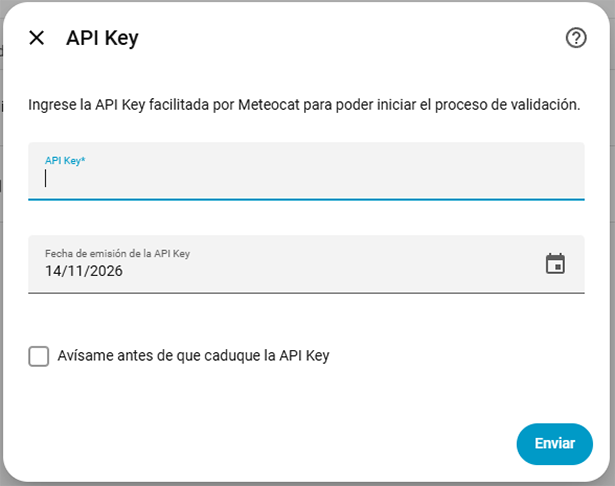 API Key
Ingrese la API Key facilitada por Meteocat para poder iniciar el proceso de validación.
API Key*
Fecha de emisión de la API Key
14/11/2026
Avísame antes de que caduque la API Key
Enviar